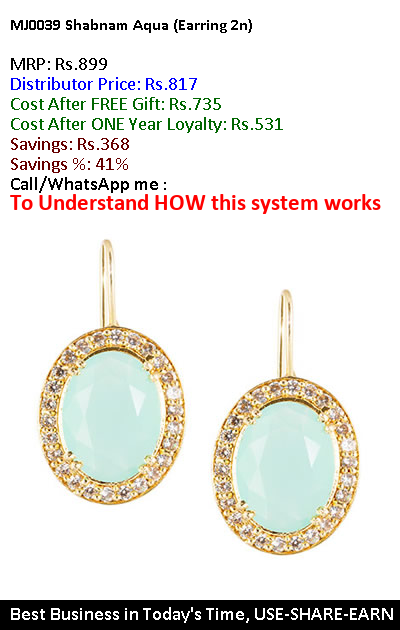 MJ0039 Shabnam Aqua (Earring 2n)
MRP: Rs.899
Distributor Price: Rs.817
Cost After FREE Gift: Rs.735
Cost After ONE Year Loyalty: Rs.531
Savings: Rs.368
Savings %: 41%
Call/WhatsApp me :
To Understand HOW this system works
Best Business in Today's Time, USE-SHARE-EARN